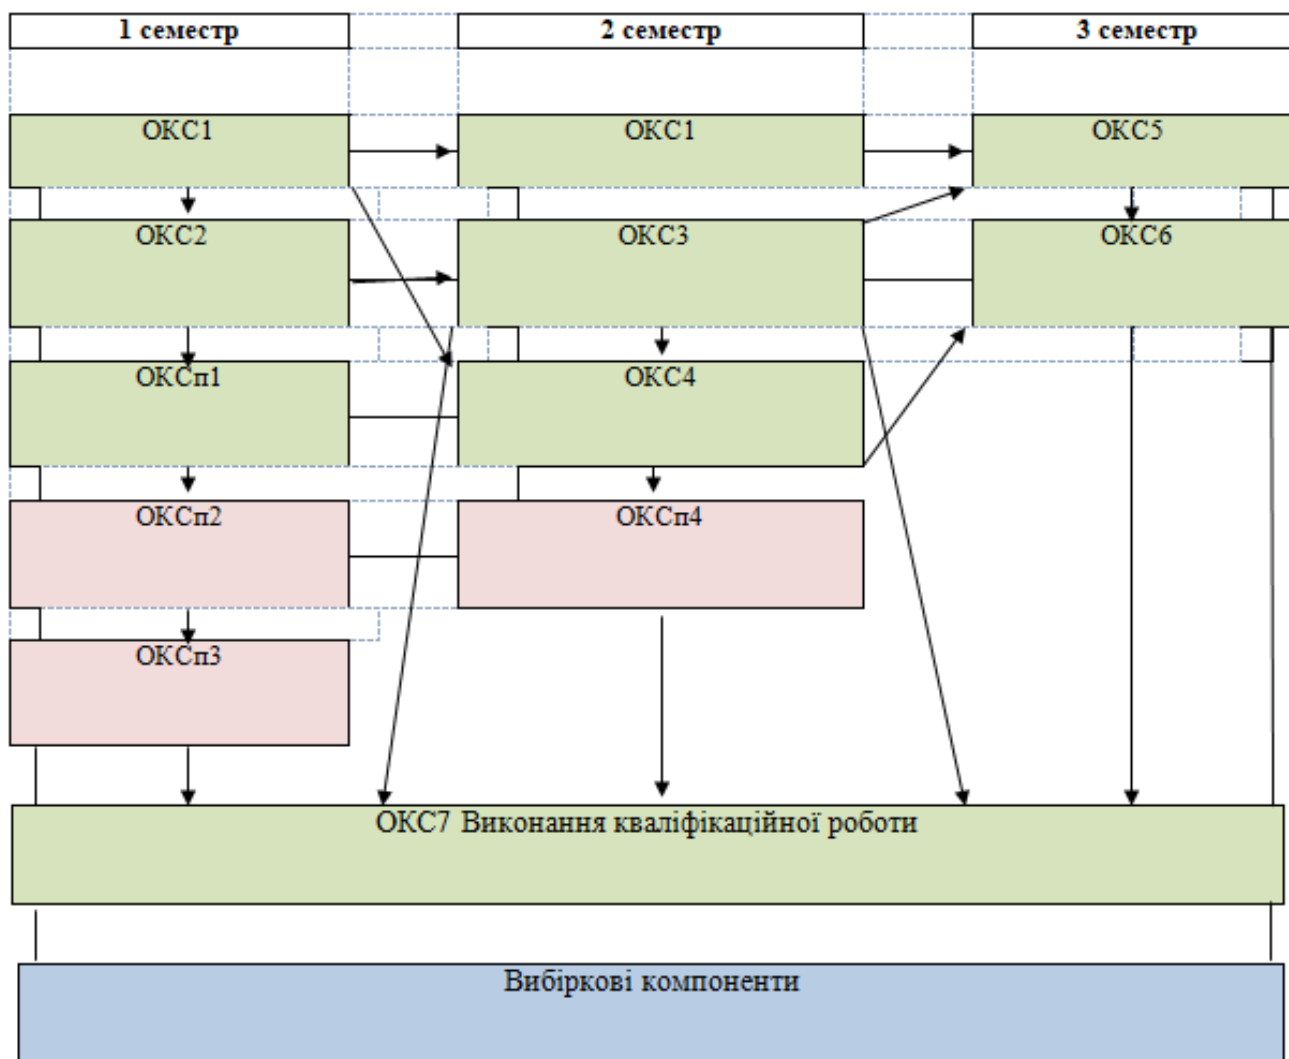 1 семестр
2 семестр
3 семестр
ОКС1
ОКС1
ОКС5
ОКС2
ОКС3
ОКС6
ОКСп1
ОКС4
ОКСп2
ОКСп4
ОКСп3
ОКС7 Виконання кваліфікаційної роботи
Вибіркові компоненти